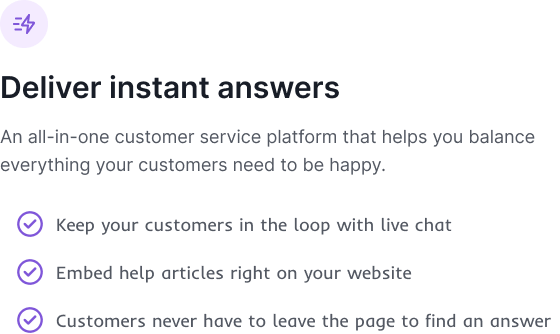 Deliver instant answers
An all-in-one customer service platform that helps you balance
everything your customers need to be happy.
Keep your customers in the loop with live chat
Embed help articles right on your website
Customers never have to leave the page to find an answer